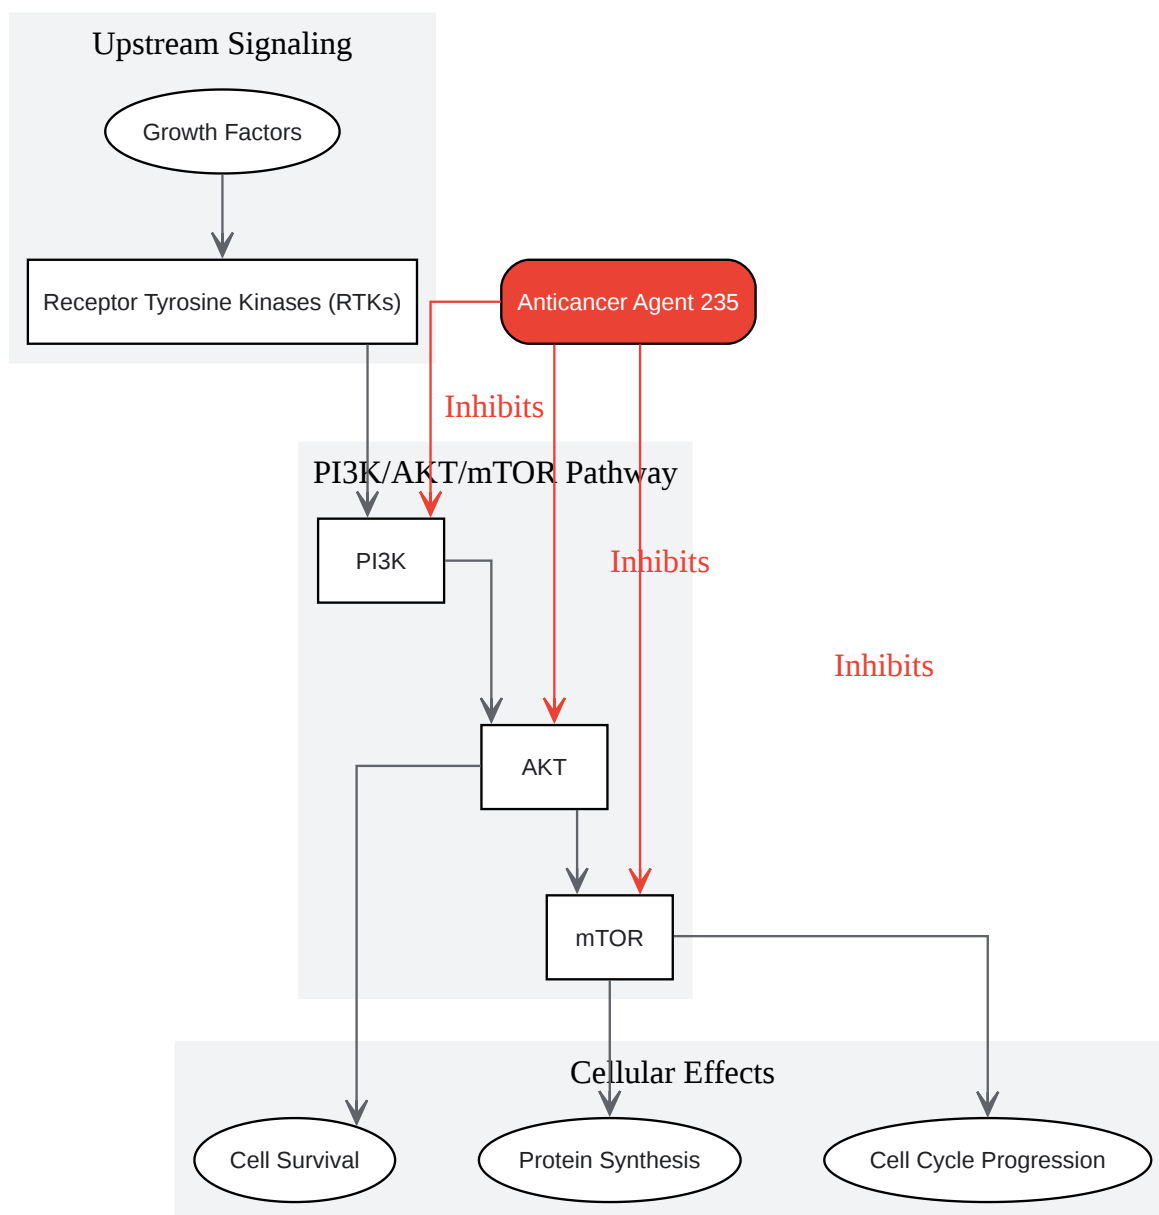 Upstream Signaling
Growth Factors
Receptor Tyrosine Kinases (RTKs)
Anticancer Agent 235
Inhibits
PI3K/AKT/mTOR Pathway
PI3K
Inhibits
Inhibits
AKT
mTOR
Cellular Effects
Cell Survival
Protein Synthesis
Cell Cycle Progression